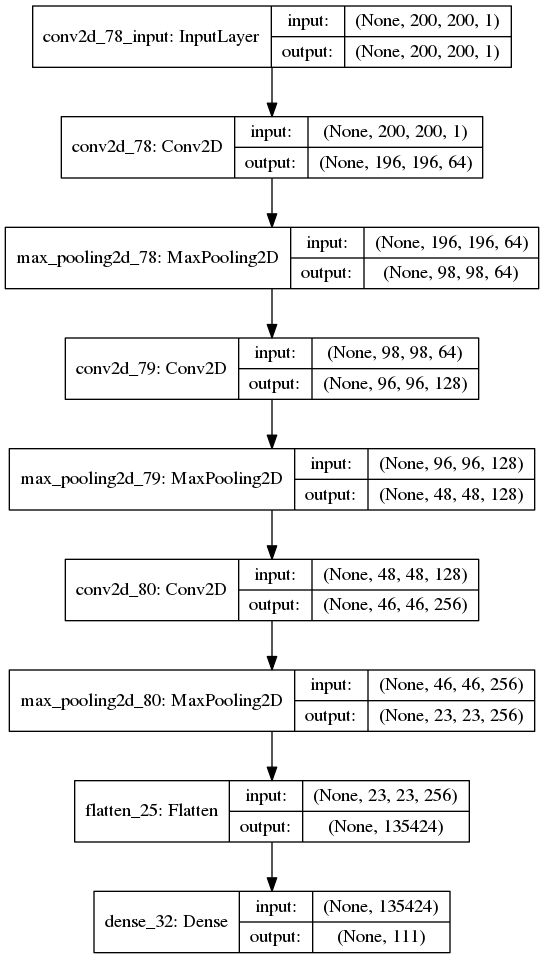 conv2d_78_input: InputLayer
input: (None, 200, 200, 1)
output: (None, 200, 200, 1)
conv2d_78: Conv2D
input: (None, 200, 200, 1)
output: (None, 196, 196, 64)
max_pooling2d_78: MaxPooling2D
input: (None, 196, 196, 64)
output: (None, 98, 98, 64)
conv2d_79: Conv2D
input: (None, 98, 98, 64)
output: (None, 96, 96, 128)
max_pooling2d_79: MaxPooling2D
input: (None, 96, 96, 128)
output: (None, 48, 48, 128)
conv2d_80: Conv2D
input: (None, 48, 48, 128)
output: (None, 46, 46, 256)
max_pooling2d_80: MaxPooling2D
input: (None, 46, 46, 256)
output: (None, 23, 23, 256)
flatten_25: Flatten
input: (None, 23, 23, 256)
output: (None, 135424)
dense_32: Dense
input: (None, 135424)
output: (None, 111)